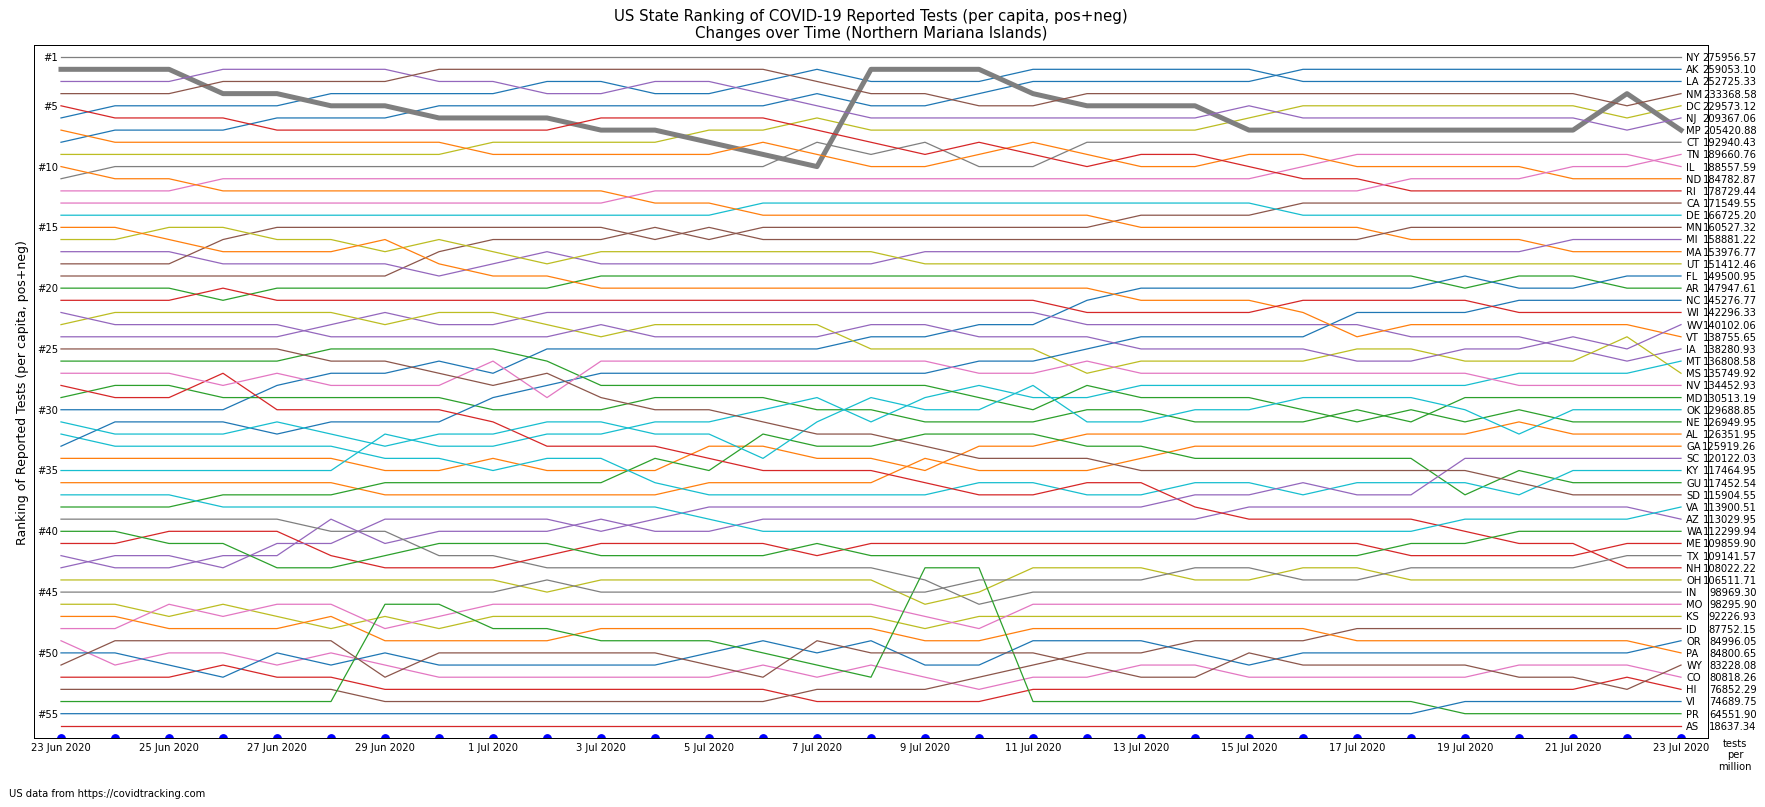 US State Ranking of COVID-19 Reported Tests (per capita, pos+neg)
Changes over Time (Northern Mariana Islands)
Ranking of Reported Tests (per capita, pos+neg)
#1
#5
#10
#15
#20
#25
#30
#35
#40
#45
#50
#55
NY 275956.57
AK 259053.10
LA 252725.33
NM 233368.58
DC 229573.12
NJ 209367.06
MP 205420.88
CT 192940.43
TN 189660.76
IL 188557.59
ND 184782.87
RI 178729.44
CA 171549.55
DE 166725.20
MN 160527.32
MI 158881.22
MA 153976.77
UT 151412.46
FL 149500.95
AR 147947.61
NC 145276.77
WI 142296.33
WV 140102.06
VT 138755.65
IA 138280.93
MT 136808.58
MS 135749.92
NV 134452.93
MD 130513.19
OK 129688.85
NE 126949.95
AL 126351.95
GA 125919.26
SC 120122.03
KY 117464.95
GU 117452.54
SD 115904.55
VA 113900.51
AZ 113029.95
WA 112299.94
ME 109859.90
TX 109141.57
NH 108022.22
OH 106511.71
IN 98969.30
MO 98295.90
KS 92226.93
ID 87752.15
OR 84996.05
PA 84800.65
WY 83228.08
CO 80818.26
HI 76852.29
VI 74689.75
PR 64551.90
AS 18637.34
23 Jun 2020 25 Jun 2020 27 Jun 2020 29 Jun 2020 1 Jul 2020 3 Jul 2020 5 Jul 2020 7 Jul 2020 9 Jul 2020 11 Jul 2020 13 Jul 2020 15 Jul 2020 17 Jul 2020 19 Jul 2020 21 Jul 2020 23 Jul 2020
tests
per
million
US data from https://covidtracking.com